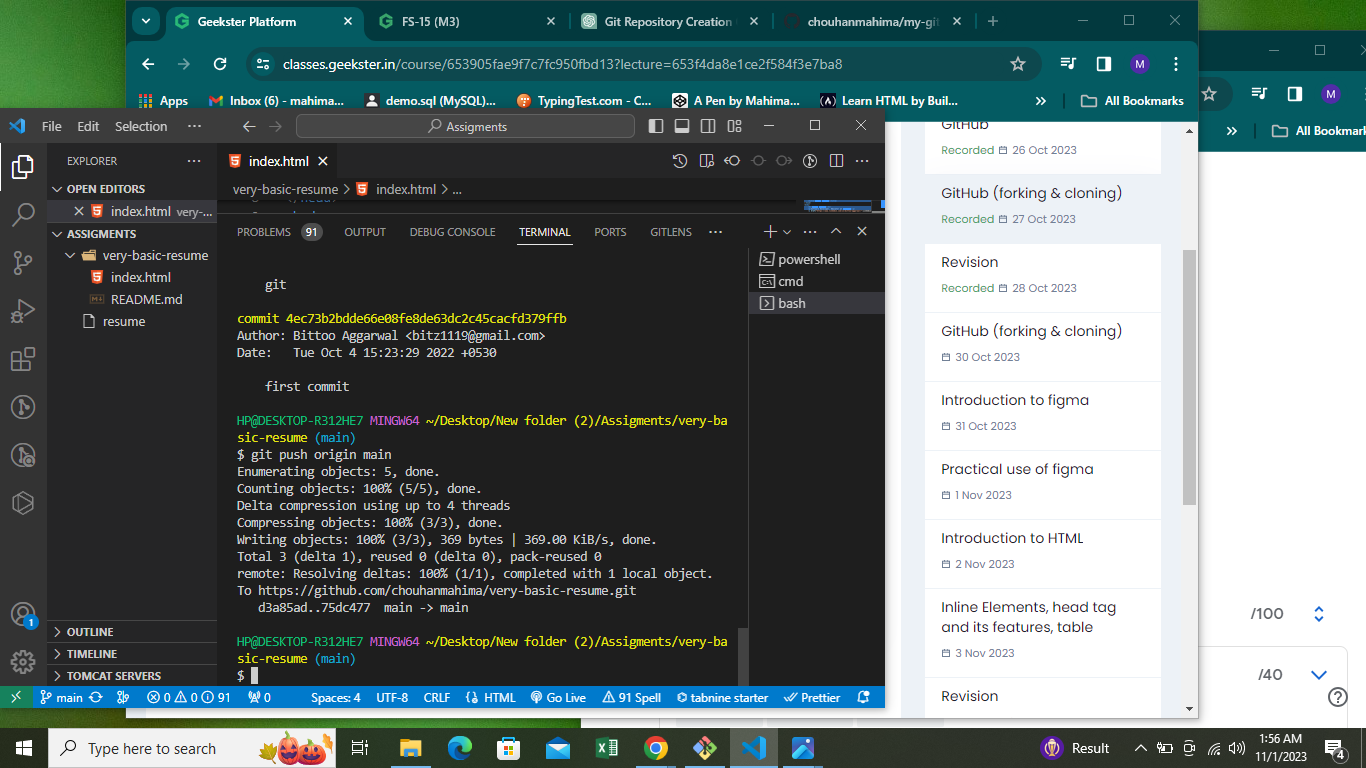 Geekster Platform
FS-15 (M3)
Git Repository Creation
chouhanmahima/my-git
classes.geekster.in/course/653905fae9f7c7fc950fbd13?lecture=653f4da8e1ce2f584f3e7ba8
M
M
Apps
Inbox (6) - mahima...
demo.sql (MySQL)...
TypingTest.com - C...
A Pen by Mahima...
Learn HTML by Buil...
All Bookmarks
All Bookmark
File Edit Selection ...
Assigments
EXPLORER
OPEN EDITORS
index.html very-...
ASSIGMENTS
very-basic-resume
index.html
README.md
resume
OUTLINE
TIMELINE
TOMCAT SERVERS
1
index.html
very-basic-resume > index.html > ...
PROBLEMS 91 OUTPUT DEBUG CONSOLE TERMINAL PORTS GITLENS ...
powershell
cmd
bash
git
commit 4ec73b2bdde66e08fe8de63dc2c45cacfd379ffb
Author: Bittoo Aggarwal <bitz1119@gmail.com>
Date: Tue Oct 4 15:23:29 2022 +0530
first commit
HP@DESKTOP-R312HE7 MINGW64 ~/Desktop/New folder (2)/Assigments/very-ba
sic-resume (main)
$ git push origin main
Enumerating objects: 5, done.
Counting objects: 100% (5/5), done.
Delta compression using up to 4 threads
Compressing objects: 100% (3/3), done.
Writing objects: 100% (3/3), 369 bytes | 369.00 KiB/s, done.
Total 3 (delta 1), reused 0 (delta 0), pack-reused 0
remote: Resolving deltas: 100% (1/1), completed with 1 local object.
To https://github.com/chouhanmahima/very-basic-resume.git
d3a85ad..75dc477 main -> main
HP@DESKTOP-R312HE7 MINGW64 ~/Desktop/New folder (2)/Assigments/very-ba
sic-resume (main)
$
main 0 0 91 0 Spaces: 4 UTF-8 CRLF HTML Go Live 91 Spell tabnine starter Prettier
GitHub
Recorded 26 Oct 2023
GitHub (forking & cloning)
Recorded 27 Oct 2023
Revision
Recorded 28 Oct 2023
GitHub (forking & cloning)
30 Oct 2023
Introduction to figma
31 Oct 2023
Practical use of figma
1 Nov 2023
Introduction to HTML
2 Nov 2023
Inline Elements, head tag
and its features, table
3 Nov 2023
Revision
/100
/40
Type here to search
Result
1:56 AM
11/1/2023
4